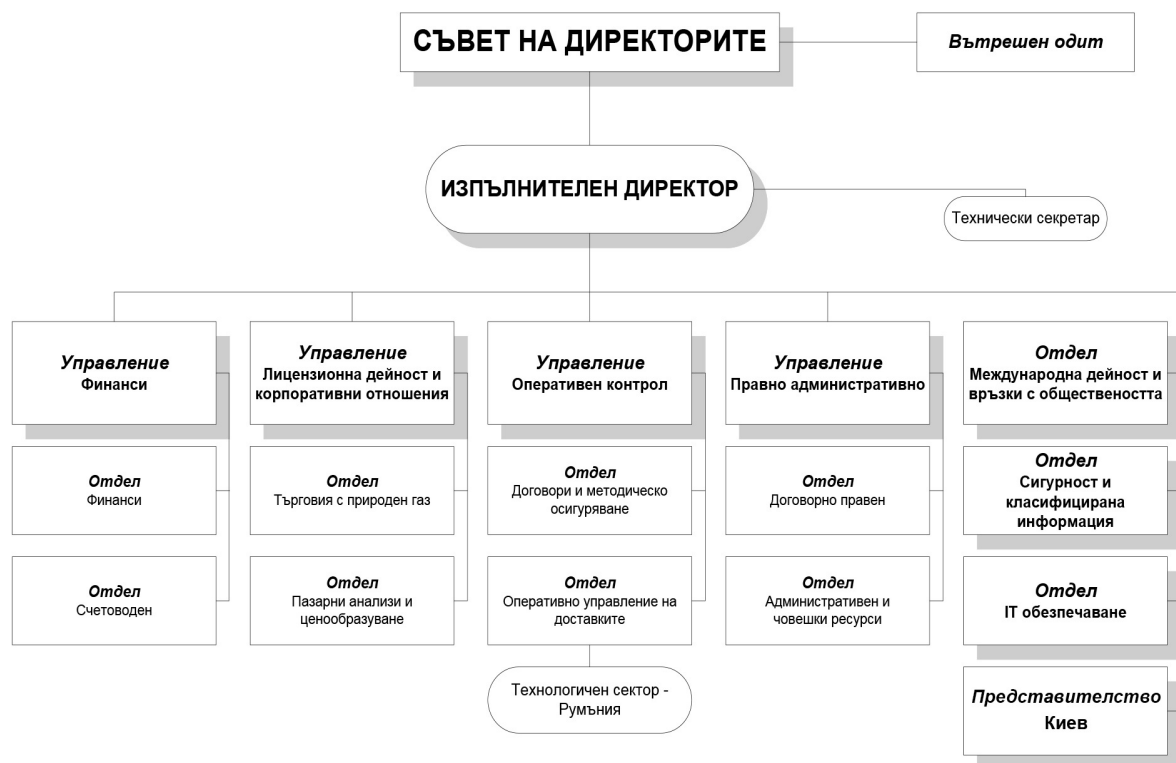 СЪВЕТ НА ДИРЕКТОРИТЕ
Вътрешен одит
ИЗПЪЛНИТЕЛЕН ДИРЕКТОР
Технически секретар
Управление
Финанси
Управление
Лицензионна дейност и
корпоративни отношения
Управление
Оперативен контрол
Управление
Правно административно
Отдел
Международна дейност и
връзки с обществеността
Отдел
Финанси
Отдел
Търговия с природен газ
Отдел
Договори и методическо
осигуряване
Отдел
Договорно правен
Отдел
Сигурност и
класифицирана
информация
Отдел
Счетоводен
Отдел
Пазарни анализи и
ценообразуване
Отдел
Оперативно управление на
доставките
Отдел
Административен и
човешки ресурси
Отдел
IT обезпечаване
Технологичен сектор -
Румъния
Представителство
Киев